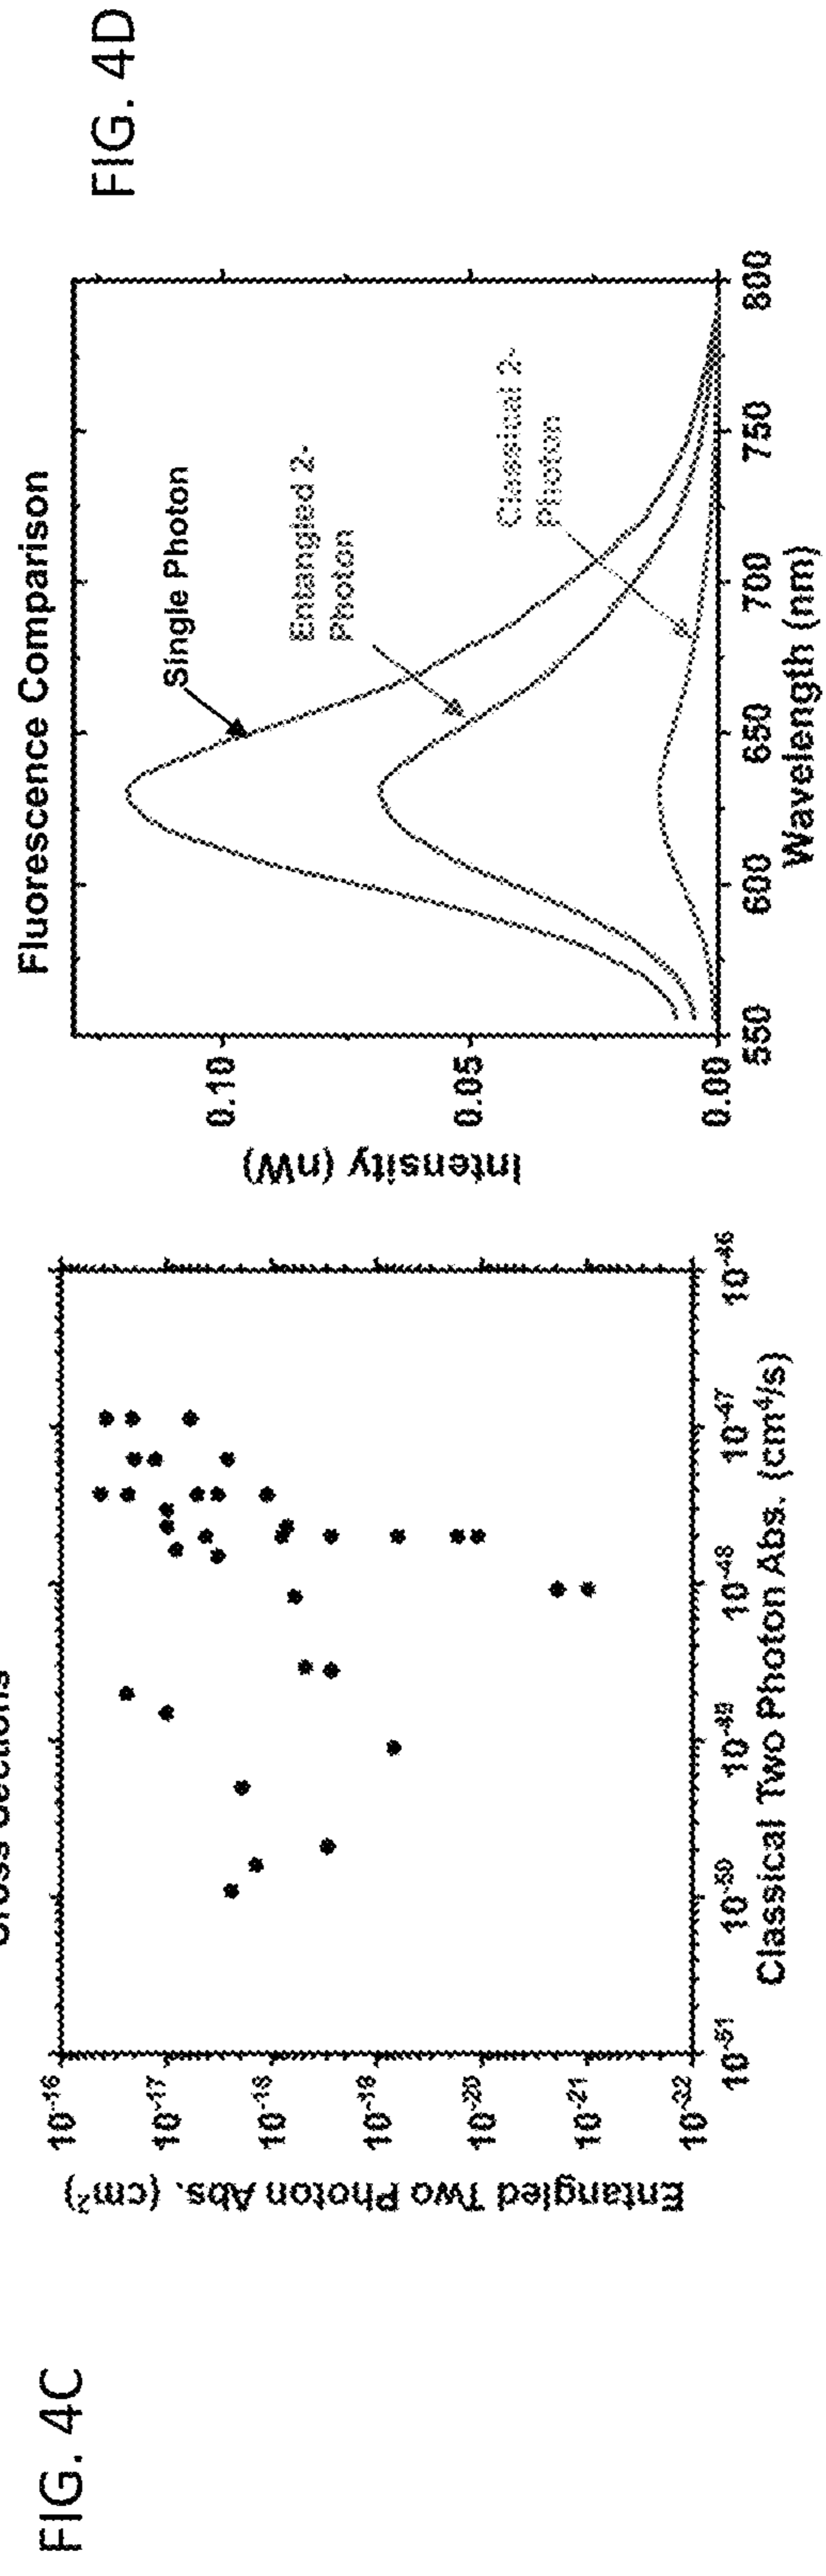 FIG. 4C
Cross Sections
Entangled Two Photon Abs. (cm²)
10⁻¹⁶
10⁻¹⁷
10⁻¹⁸
10⁻¹⁹
10⁻²⁰
10⁻²¹
10⁻²²
10⁻⁵¹
10⁻⁵⁰
10⁻⁴⁹
10⁻⁴⁸
10⁻⁴⁷
10⁻⁴⁶
Classical Two Photon Abs. (cm⁴/s)
FIG. 4D
Fluorescence Comparison
Intensity (nW)
0.10
0.05
0.00
Single Photon
Entangled 2-
Photon
Classical 2-
Photon
550
600
650
700
750
800
Wavelength (nm)